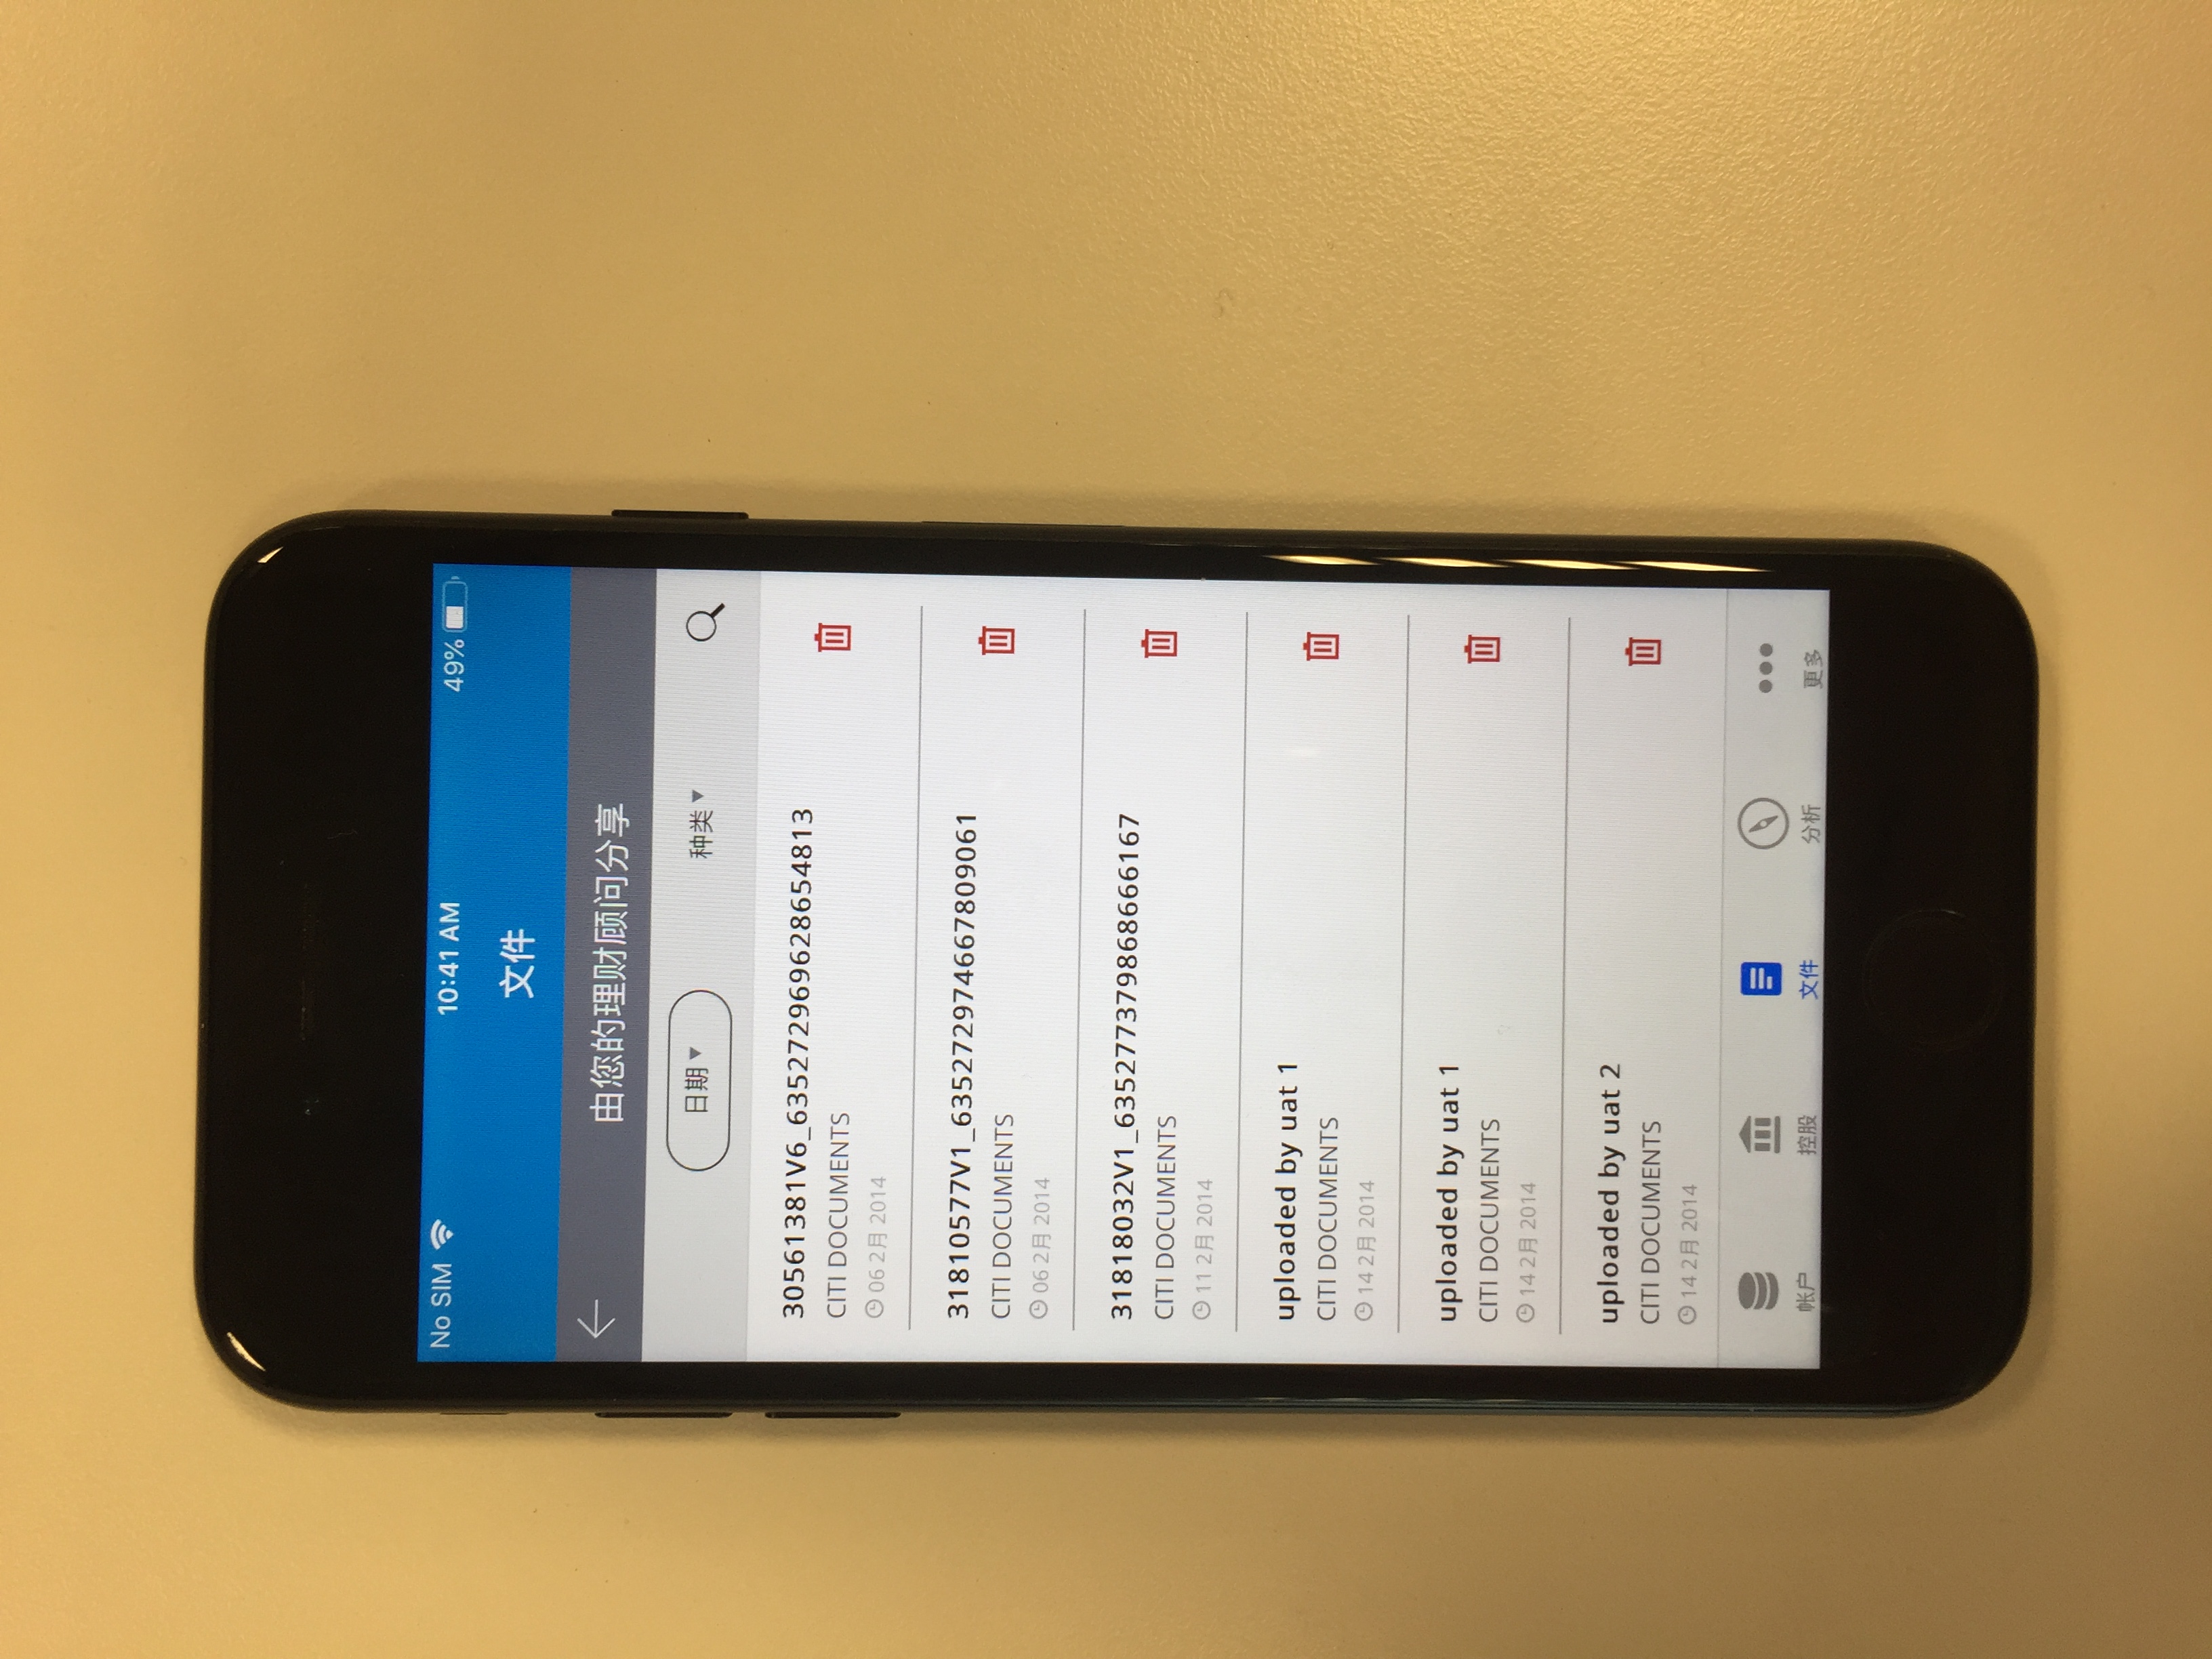 No SIM 10:41 AM 49%
文件
由您的理财顾问分享
日期 ▾ 种类 ▾
30561381V6_635272969628654813
CITI DOCUMENTS
06 2月 2014
31810577V1_635272974667809061
CITI DOCUMENTS
06 2月 2014
31818032V1_635277379868666167
CITI DOCUMENTS
11 2月 2014
uploaded by uat 1
CITI DOCUMENTS
14 2月 2014
uploaded by uat 1
CITI DOCUMENTS
14 2月 2014
uploaded by uat 2
CITI DOCUMENTS
14 2月 2014
帐户 控股 文件 分析 更多